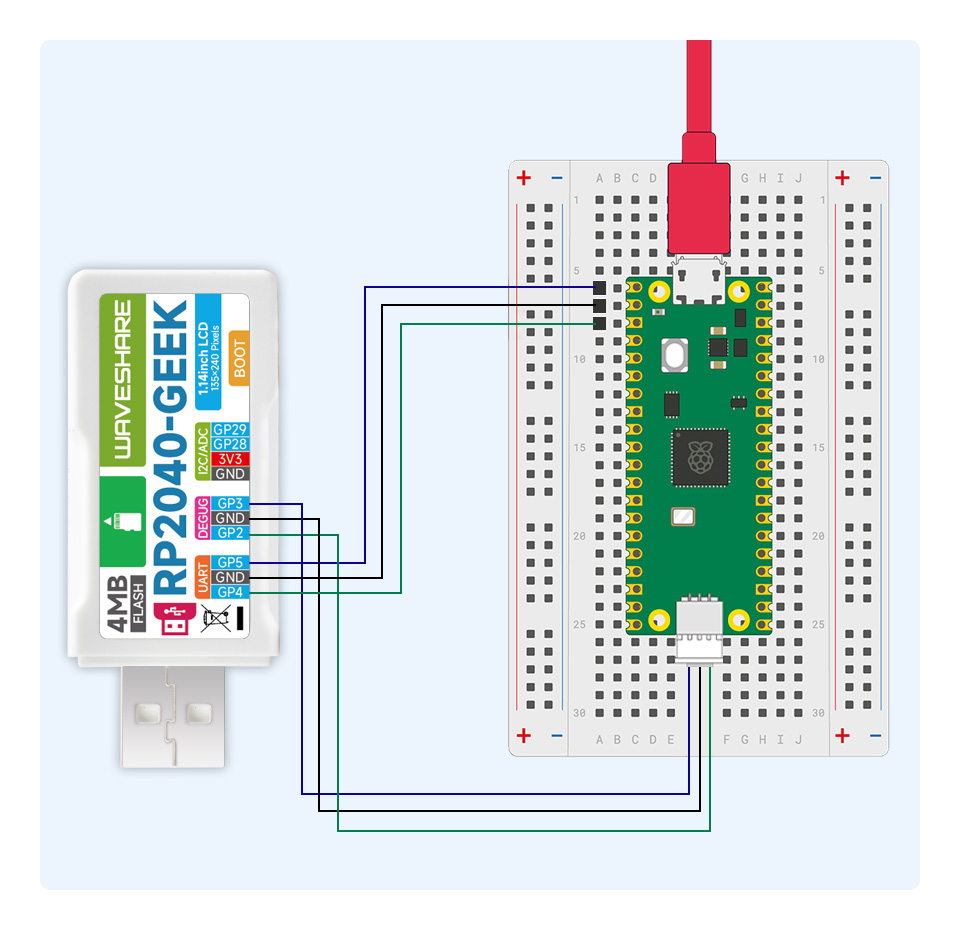 WAVESHARE
RP2040-GEEK
1.14inch LCD
135×240 Pixels
BOOT
I2C/ADC
GP29
GP28
3V3
GND
DEGUG
GP3
GND
GP2
UART
GP5
GND
GP4
4MB
FLASH
+ − A B C D G H I J + −
1 1
5 5
10 10
15 15
20 20
25 25
30 30
+ − A B C D E F G H I J + −